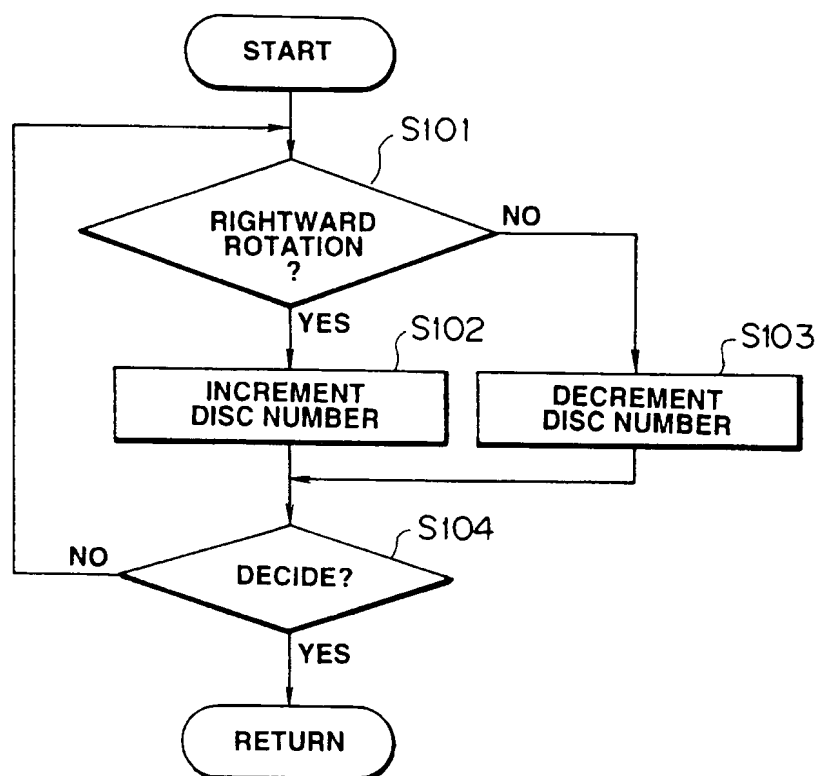 START
S101
RIGHTWARD
ROTATION
?
NO
YES
S102
S103
INCREMENT
DISC NUMBER
DECREMENT
DISC NUMBER
S104
NO
DECIDE?
YES
RETURN